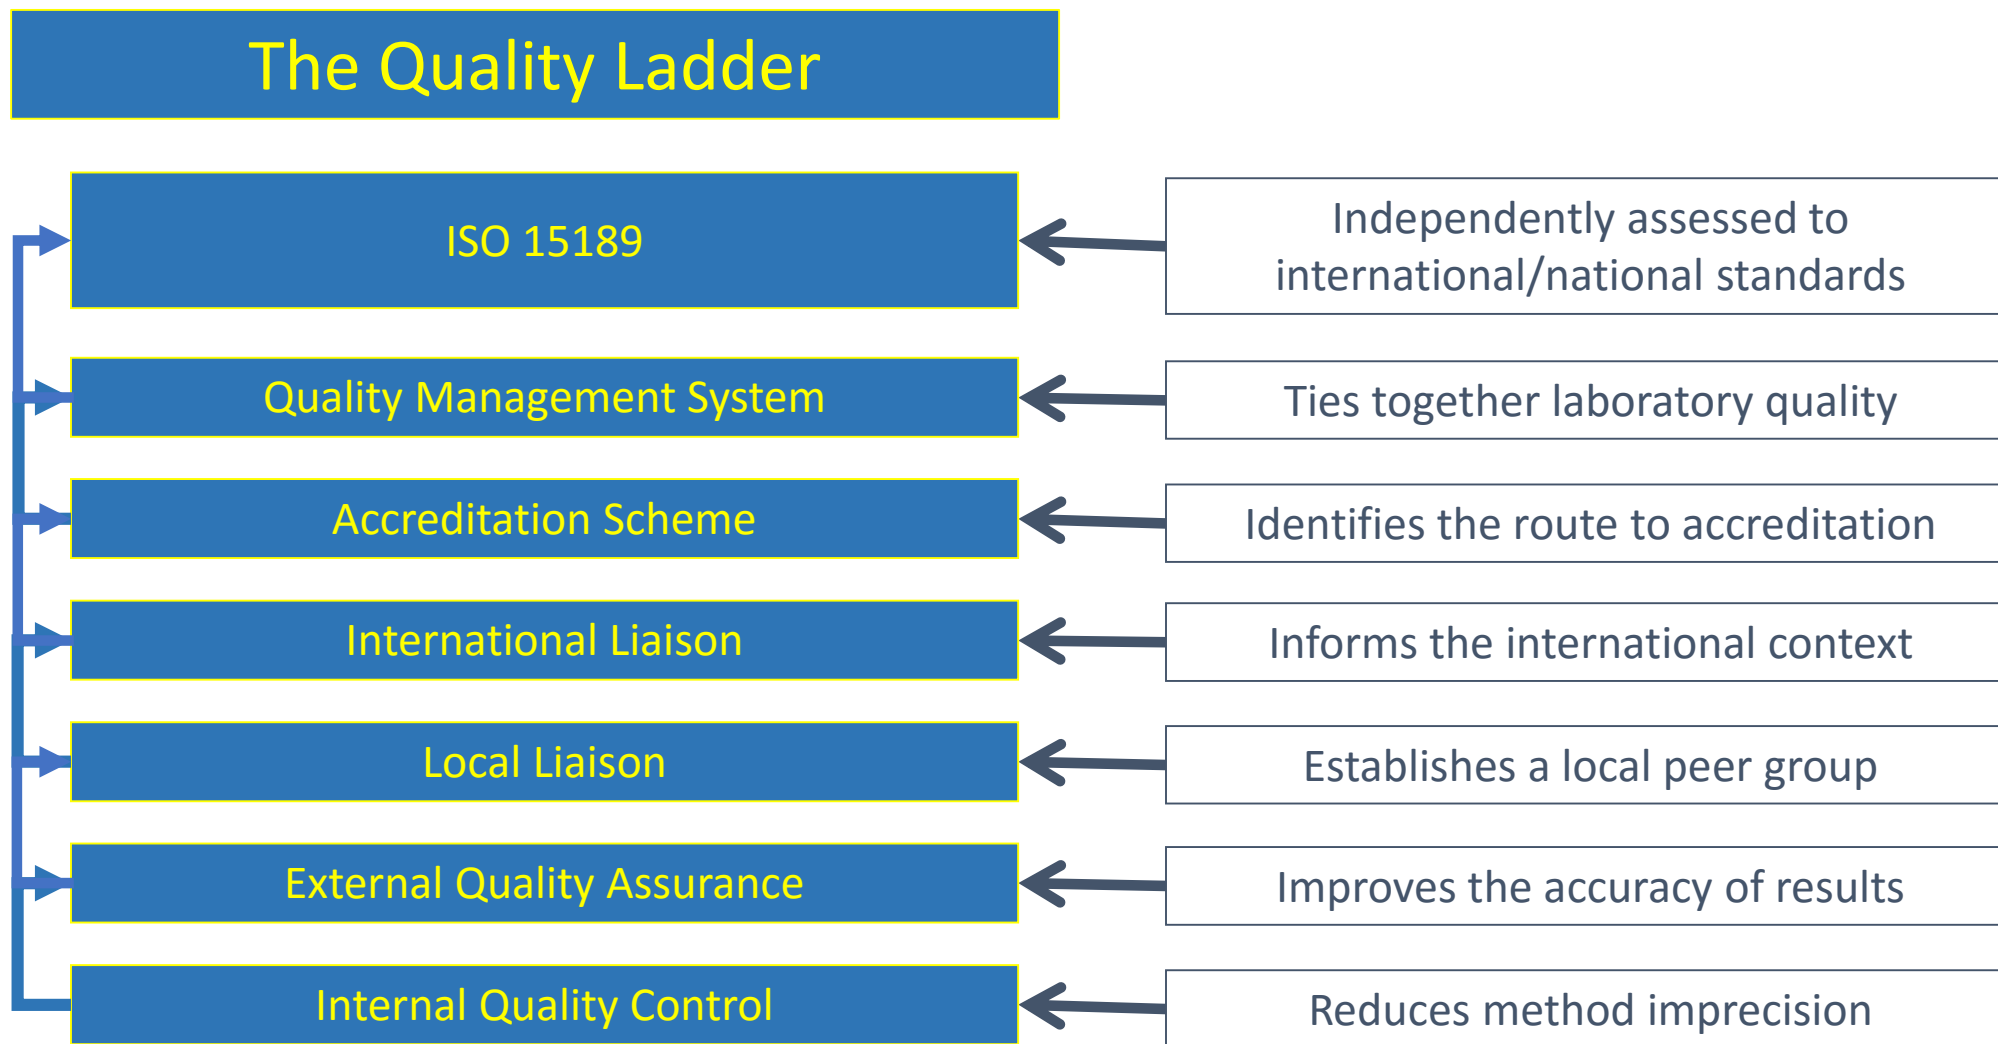 The Quality Ladder
ISO 15189
Independently assessed to
international/national standards
Quality Management System
Ties together laboratory quality
Accreditation Scheme
Identifies the route to accreditation
International Liaison
Informs the international context
Local Liaison
Establishes a local peer group
External Quality Assurance
Improves the accuracy of results
Internal Quality Control
Reduces method imprecision